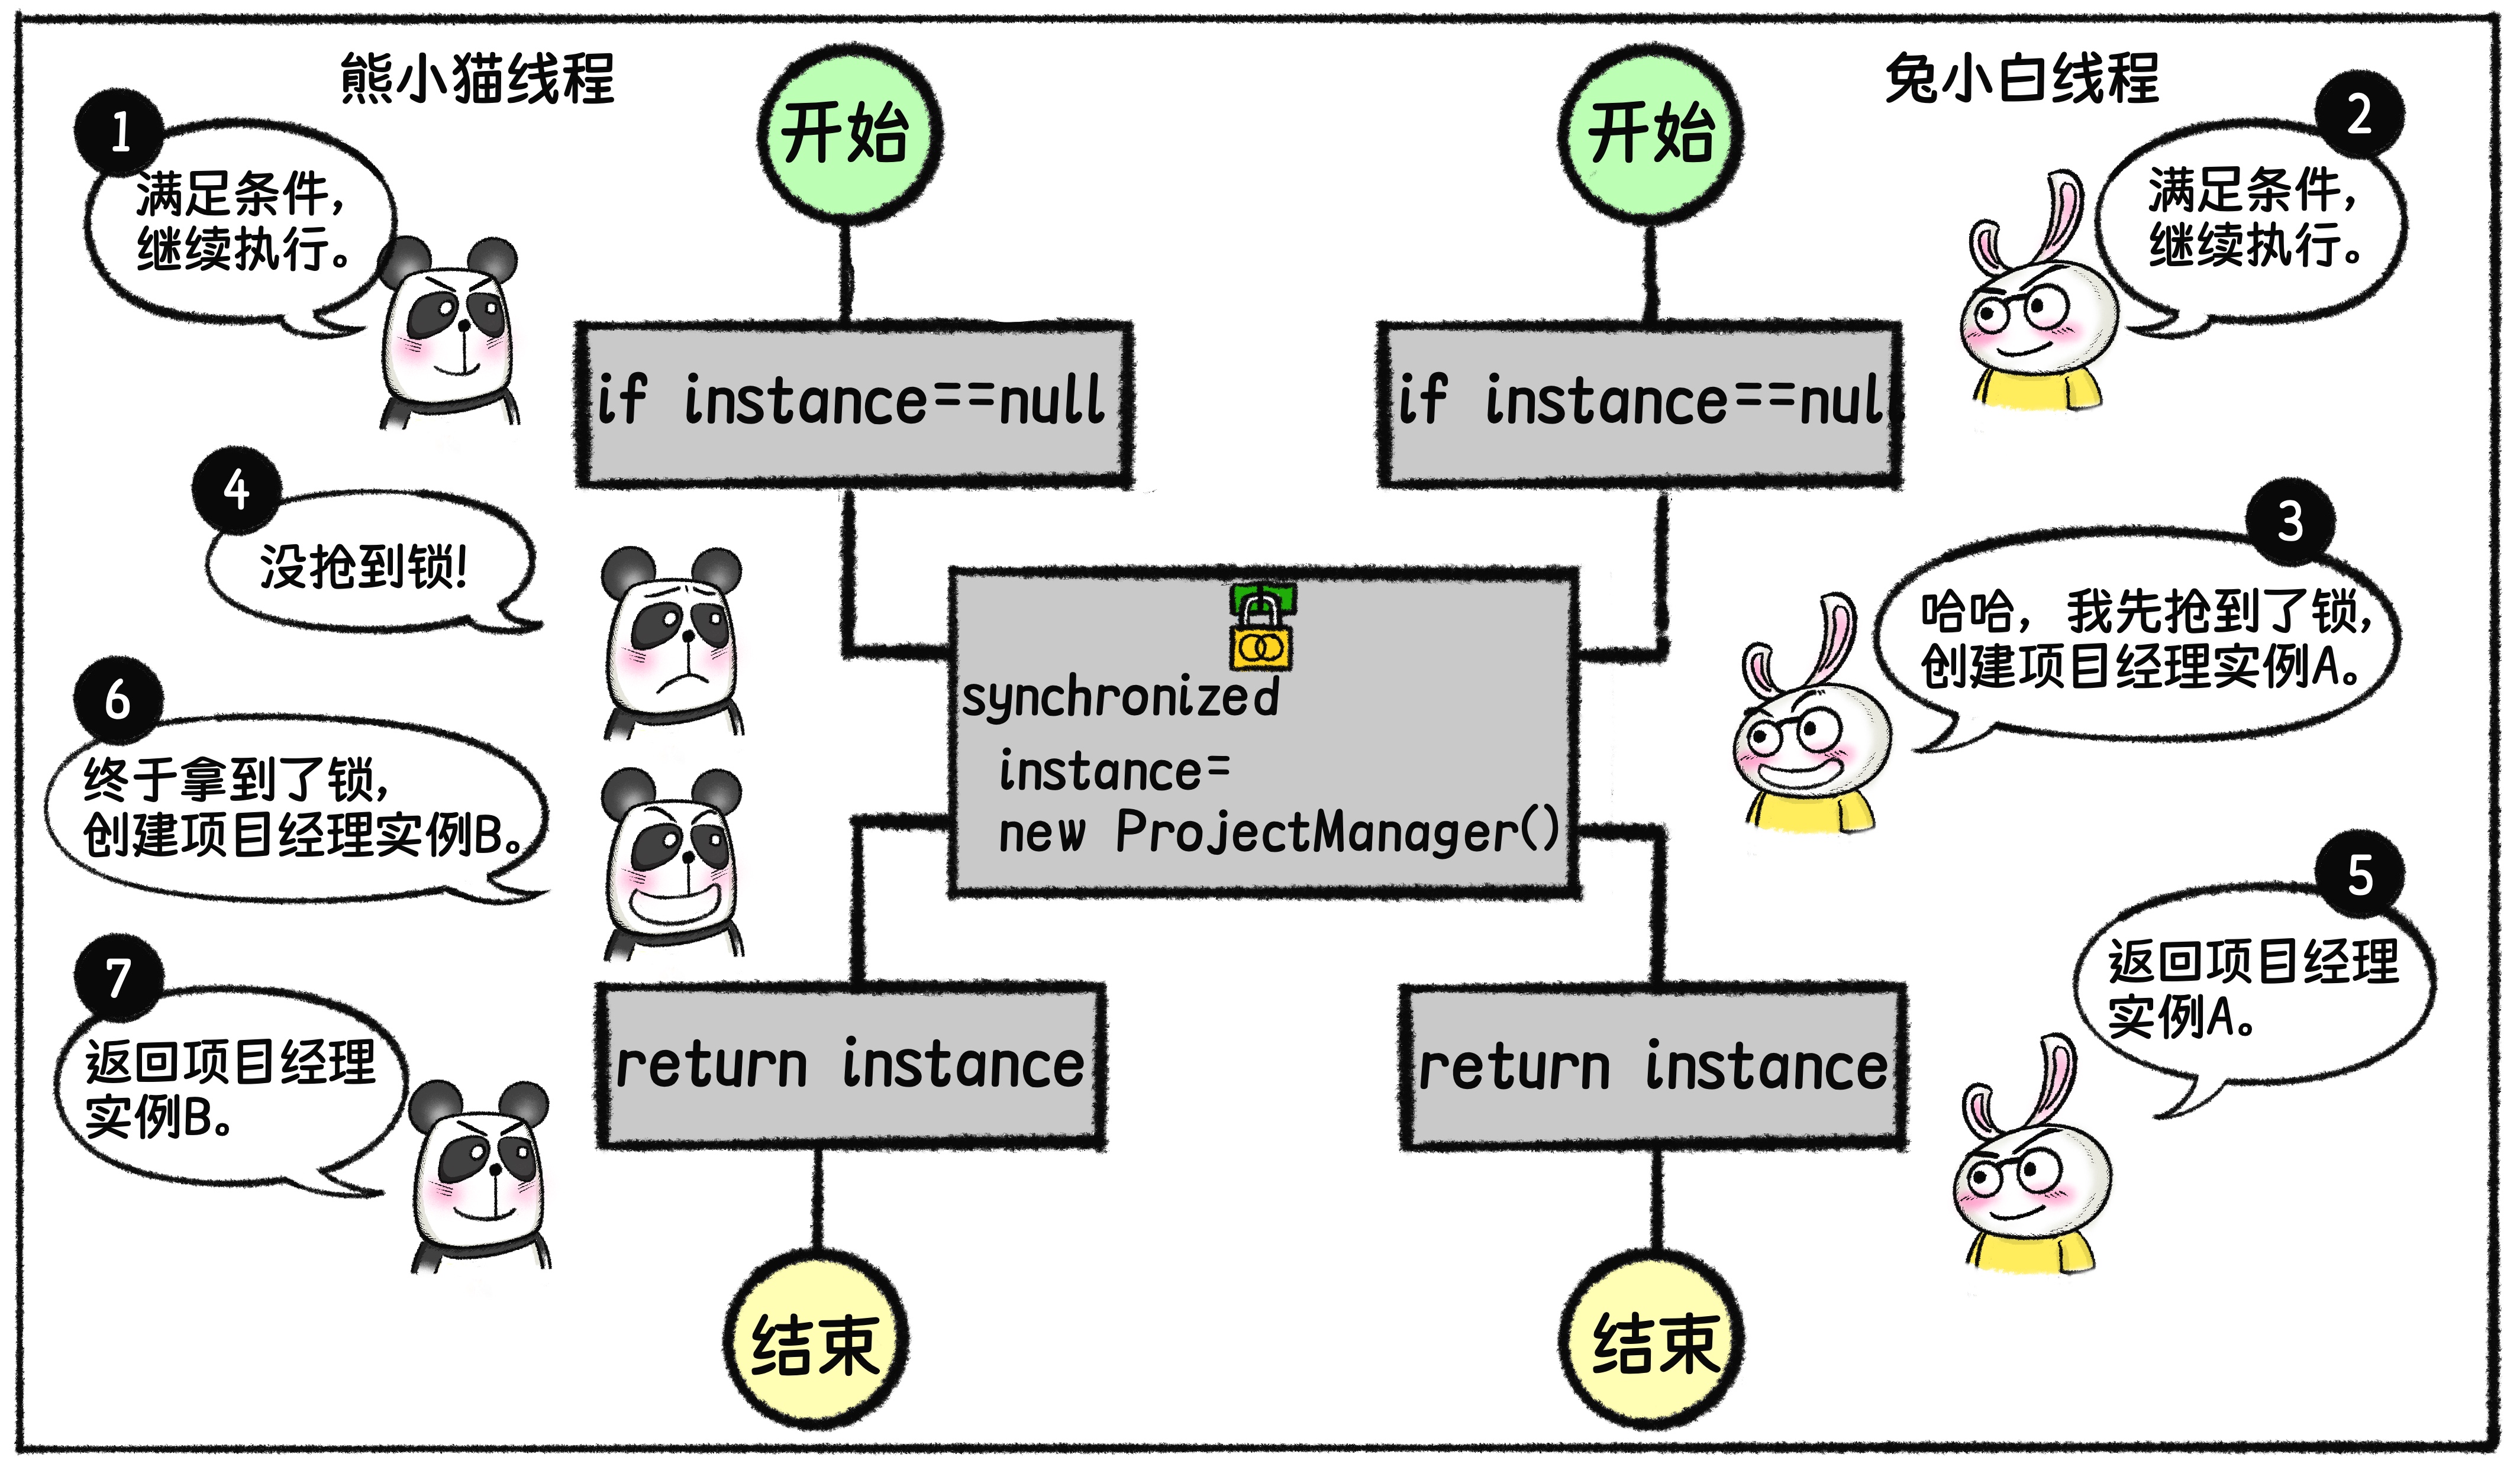 熊小猫线程
兔小白线程
开始
开始
1
满足条件，
继续执行。
2
满足条件，
继续执行。
if instance==null
if instance==nul
4
没抢到锁!
3
哈哈，我先抢到了锁，
创建项目经理实例A。
synchronized
instance=
new ProjectManager()
6
终于拿到了锁，
创建项目经理实例B。
5
返回项目经理
实例A。
7
返回项目经理
实例B。
return instance
return instance
结束
结束